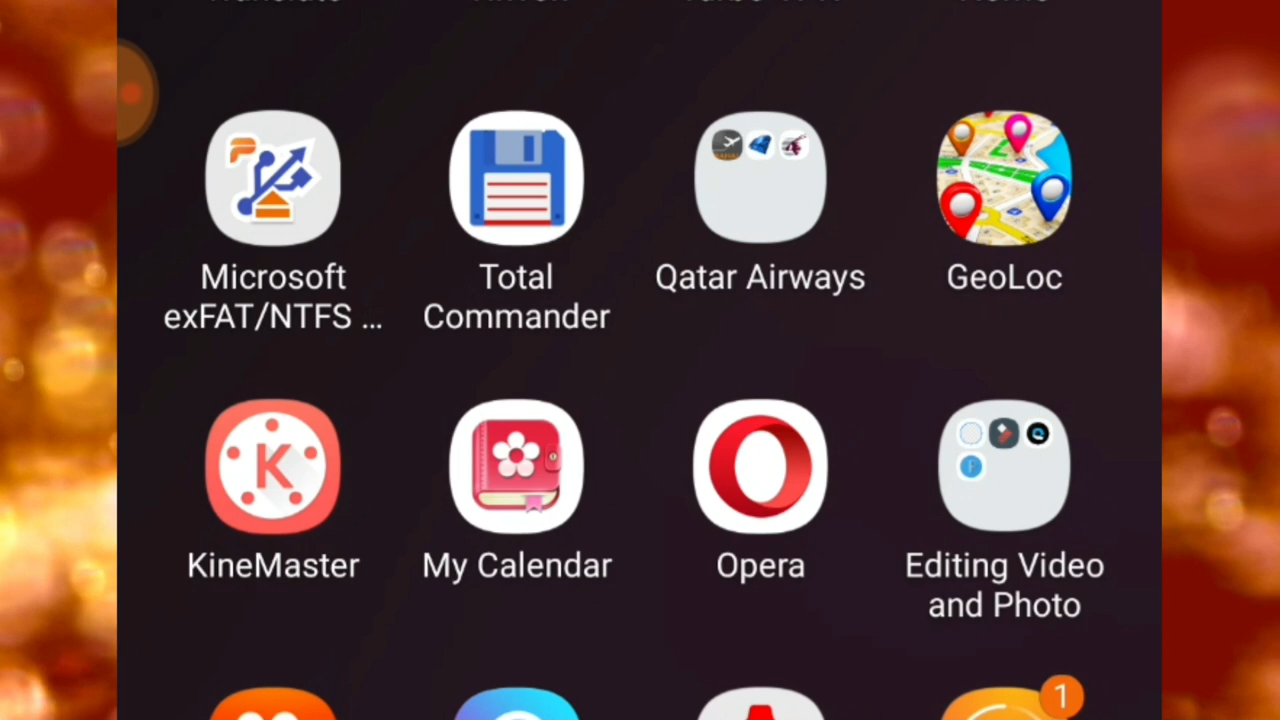 Microsoft
exFAT/NTFS ...
Total
Commander
Qatar Airways
GeoLoc
K
KineMaster
My Calendar
Opera
Editing Video
and Photo
1